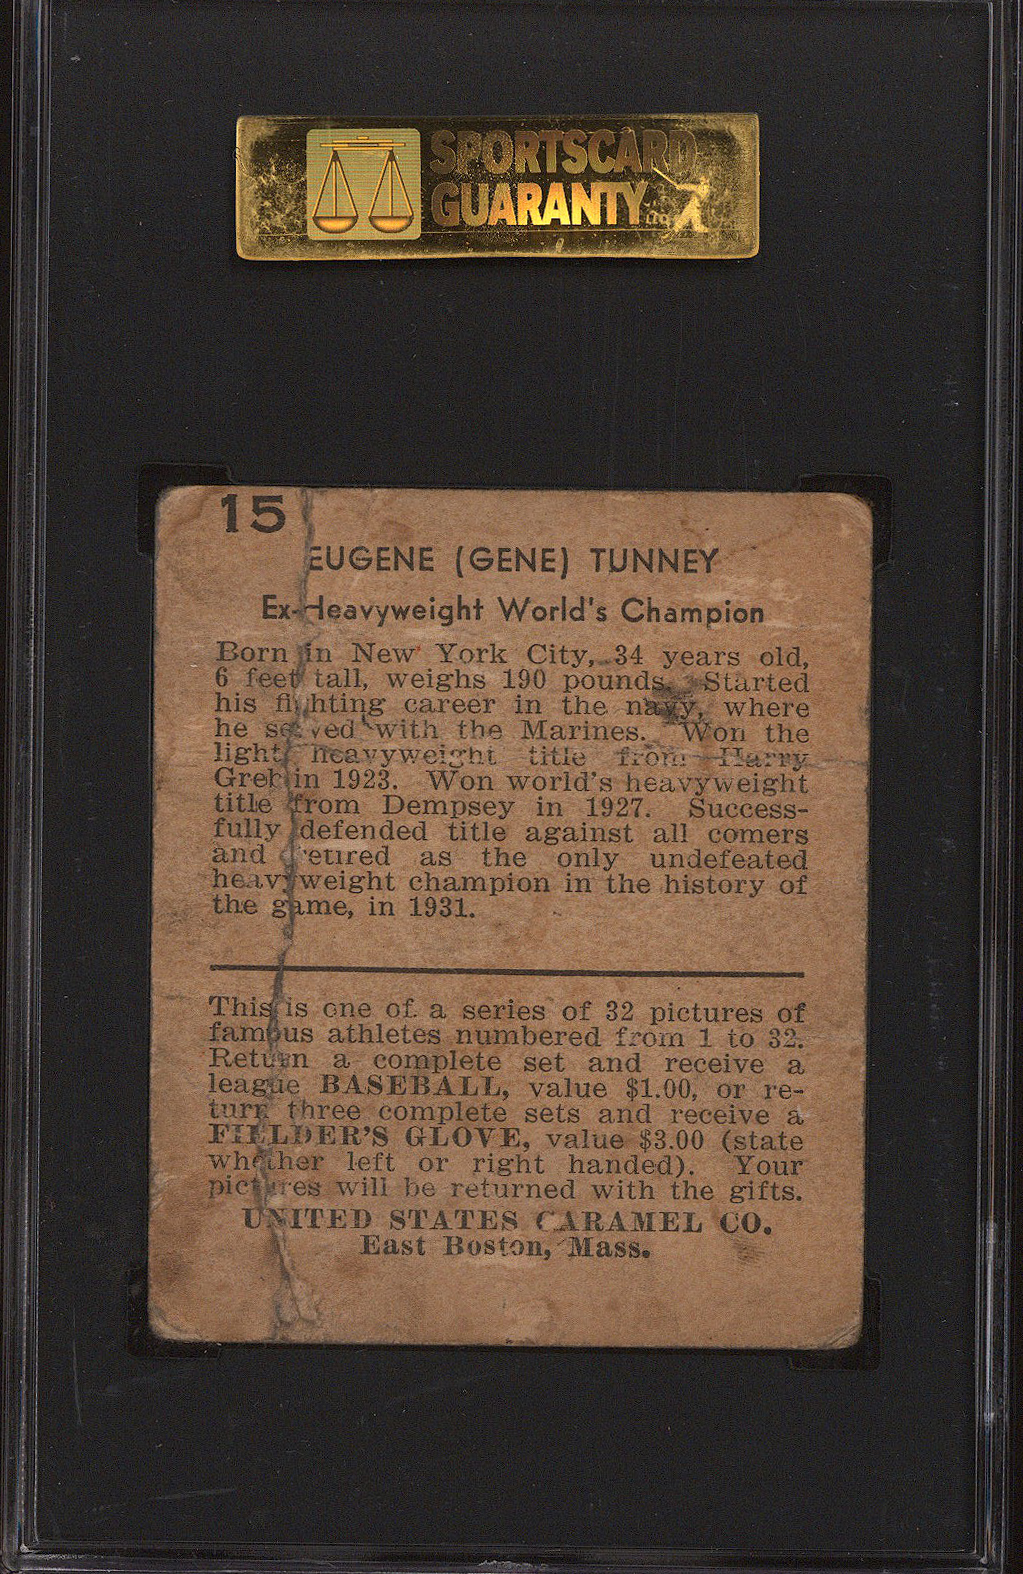 SPORTSCARD
GUARANTY
15
EUGENE (GENE) TUNNEY
Ex-Heavyweight World's Champion
Born in New York City, 34 years old,
6 feet tall, weighs 190 pounds. Started
his fighting career in the navy, where
he served with the Marines. Won the
light heavyweight title from Harry
Greb in 1923. Won world's heavyweight
title from Dempsey in 1927. Success-
fully defended title against all comers
and retired as the only undefeated
heavyweight champion in the history of
the game, in 1931.
This is one of a series of 32 pictures of
famous athletes numbered from 1 to 32.
Return a complete set and receive a
league BASEBALL, value $1.00, or re-
turn three complete sets and receive a
FIELDER'S GLOVE, value $3.00 (state
whether left or right handed). Your
pictures will be returned with the gifts.
UNITED STATES CARAMEL CO.
East Boston, Mass.